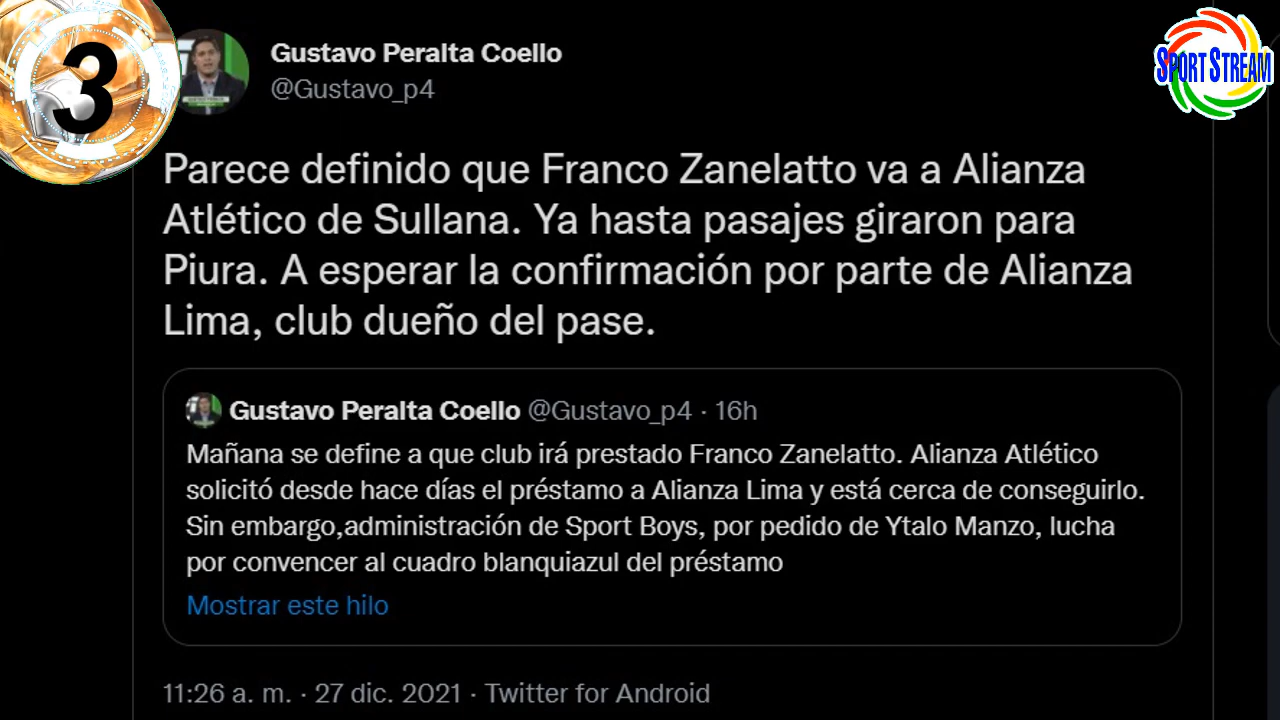 3
SPORT STREAM
Gustavo Peralta Coello
@Gustavo_p4
Parece definido que Franco Zanelatto va a Alianza
Atlético de Sullana. Ya hasta pasajes giraron para
Piura. A esperar la confirmación por parte de Alianza
Lima, club dueño del pase.
Gustavo Peralta Coello @Gustavo_p4 · 16h
Mañana se define a que club irá prestado Franco Zanelatto. Alianza Atlético
solicitó desde hace días el préstamo a Alianza Lima y está cerca de conseguirlo.
Sin embargo,administración de Sport Boys, por pedido de Ytalo Manzo, lucha
por convencer al cuadro blanquiazul del préstamo
Mostrar este hilo
11:26 a. m. · 27 dic. 2021 · Twitter for Android